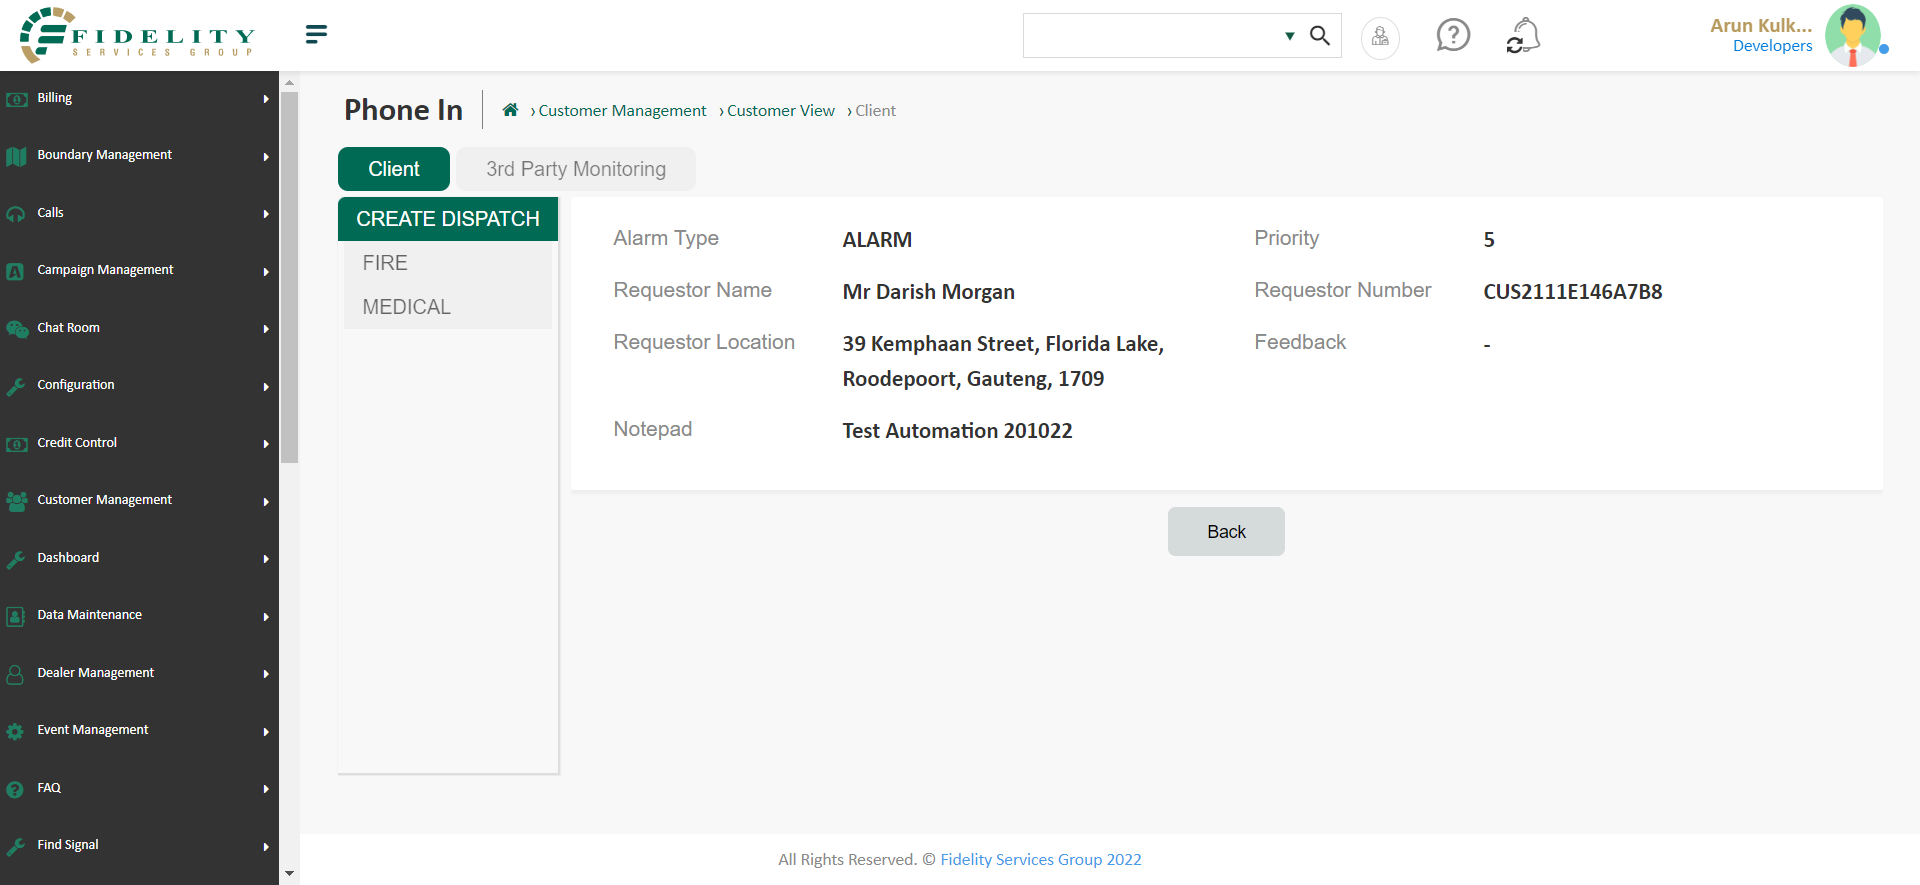 FIDELITY
SERVICES GROUP
Arun Kulk...
Developers
Billing
Boundary Management
Calls
Campaign Management
Chat Room
Configuration
Credit Control
Customer Management
Dashboard
Data Maintenance
Dealer Management
Event Management
FAQ
Find Signal
Phone In
› Customer Management › Customer View › Client
Client
3rd Party Monitoring
CREATE DISPATCH
FIRE
MEDICAL
Alarm Type ALARM Priority 5
Requestor Name Mr Darish Morgan Requestor Number CUS2111E146A7B8
Requestor Location 39 Kemphaan Street, Florida Lake, Feedback -
Roodepoort, Gauteng, 1709
Notepad Test Automation 201022
Back
All Rights Reserved. © Fidelity Services Group 2022